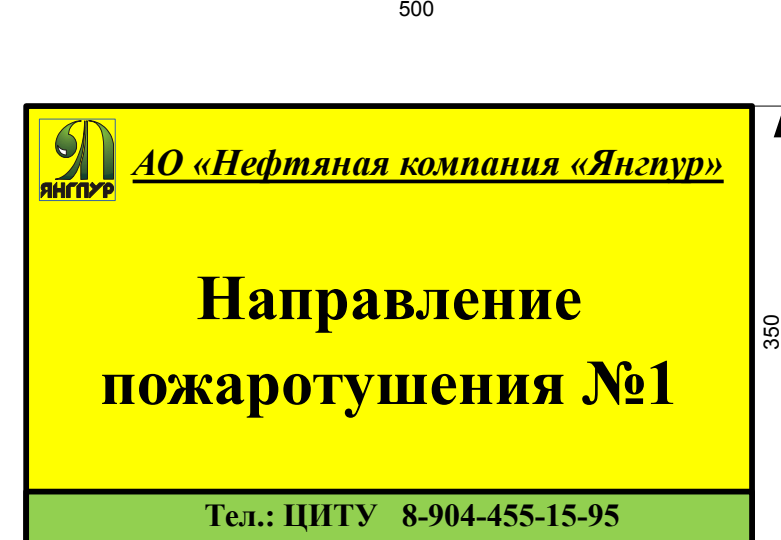 500
ЯНГПУР
АО «Нефтяная компания «Янгпур»
Направление
пожаротушения №1
350
Тел.: ЦИТУ 8-904-455-15-95